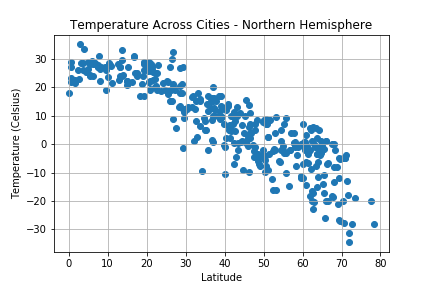 Temperature Across Cities - Northern Hemisphere
30
20
10
0
−10
−20
−30
Temperature (Celsius)
0 10 20 30 40 50 60 70 80
Latitude